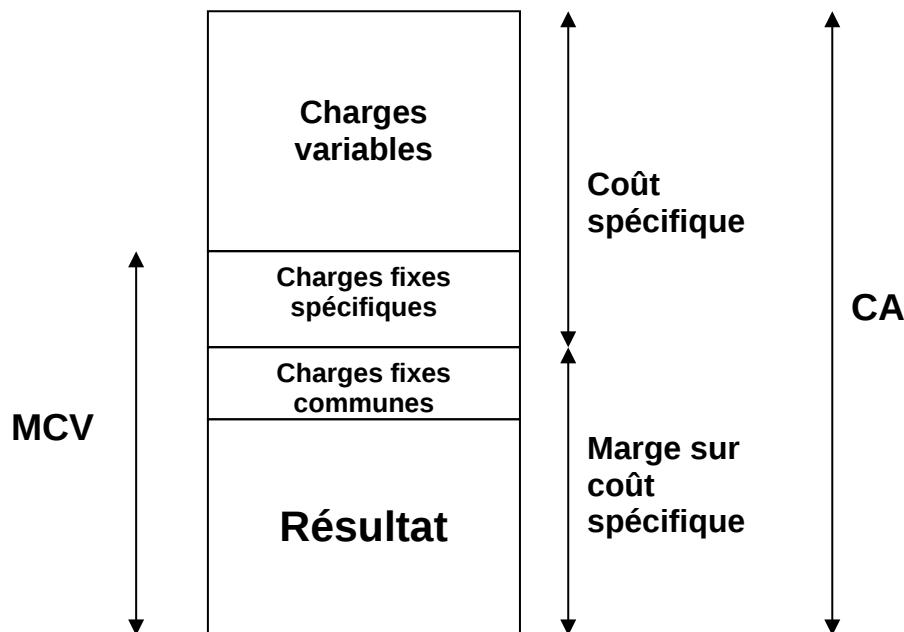 Charges
variables
Coût
spécifique
Charges fixes
spécifiques
CA
Charges fixes
communes
MCV
Marge sur
coût
spécifique
Résultat